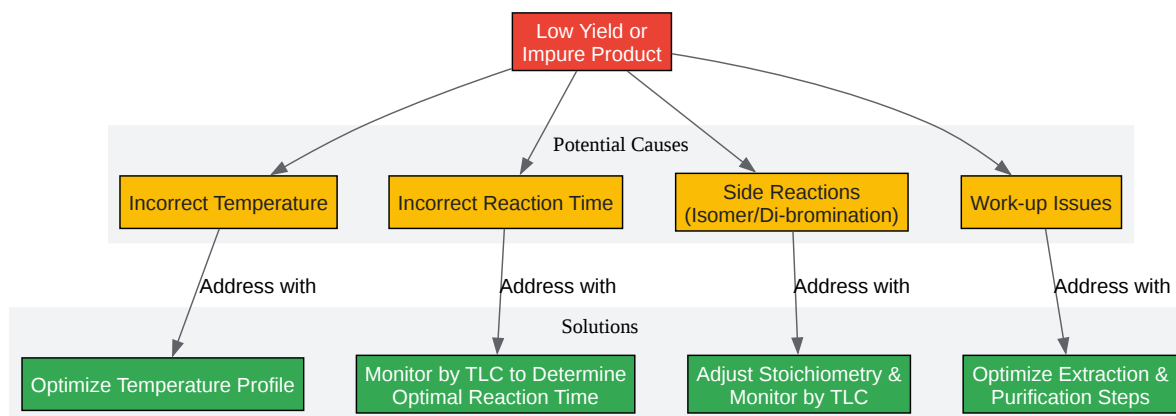 Low Yield or
Impure Product
Potential Causes
Incorrect Temperature
Incorrect Reaction Time
Side Reactions
(Isomer/Di-bromination)
Work-up Issues
Address with
Address with
Address with
Address with
Solutions
Optimize Temperature Profile
Monitor by TLC to Determine
Optimal Reaction Time
Adjust Stoichiometry &
Monitor by TLC
Optimize Extraction &
Purification Steps